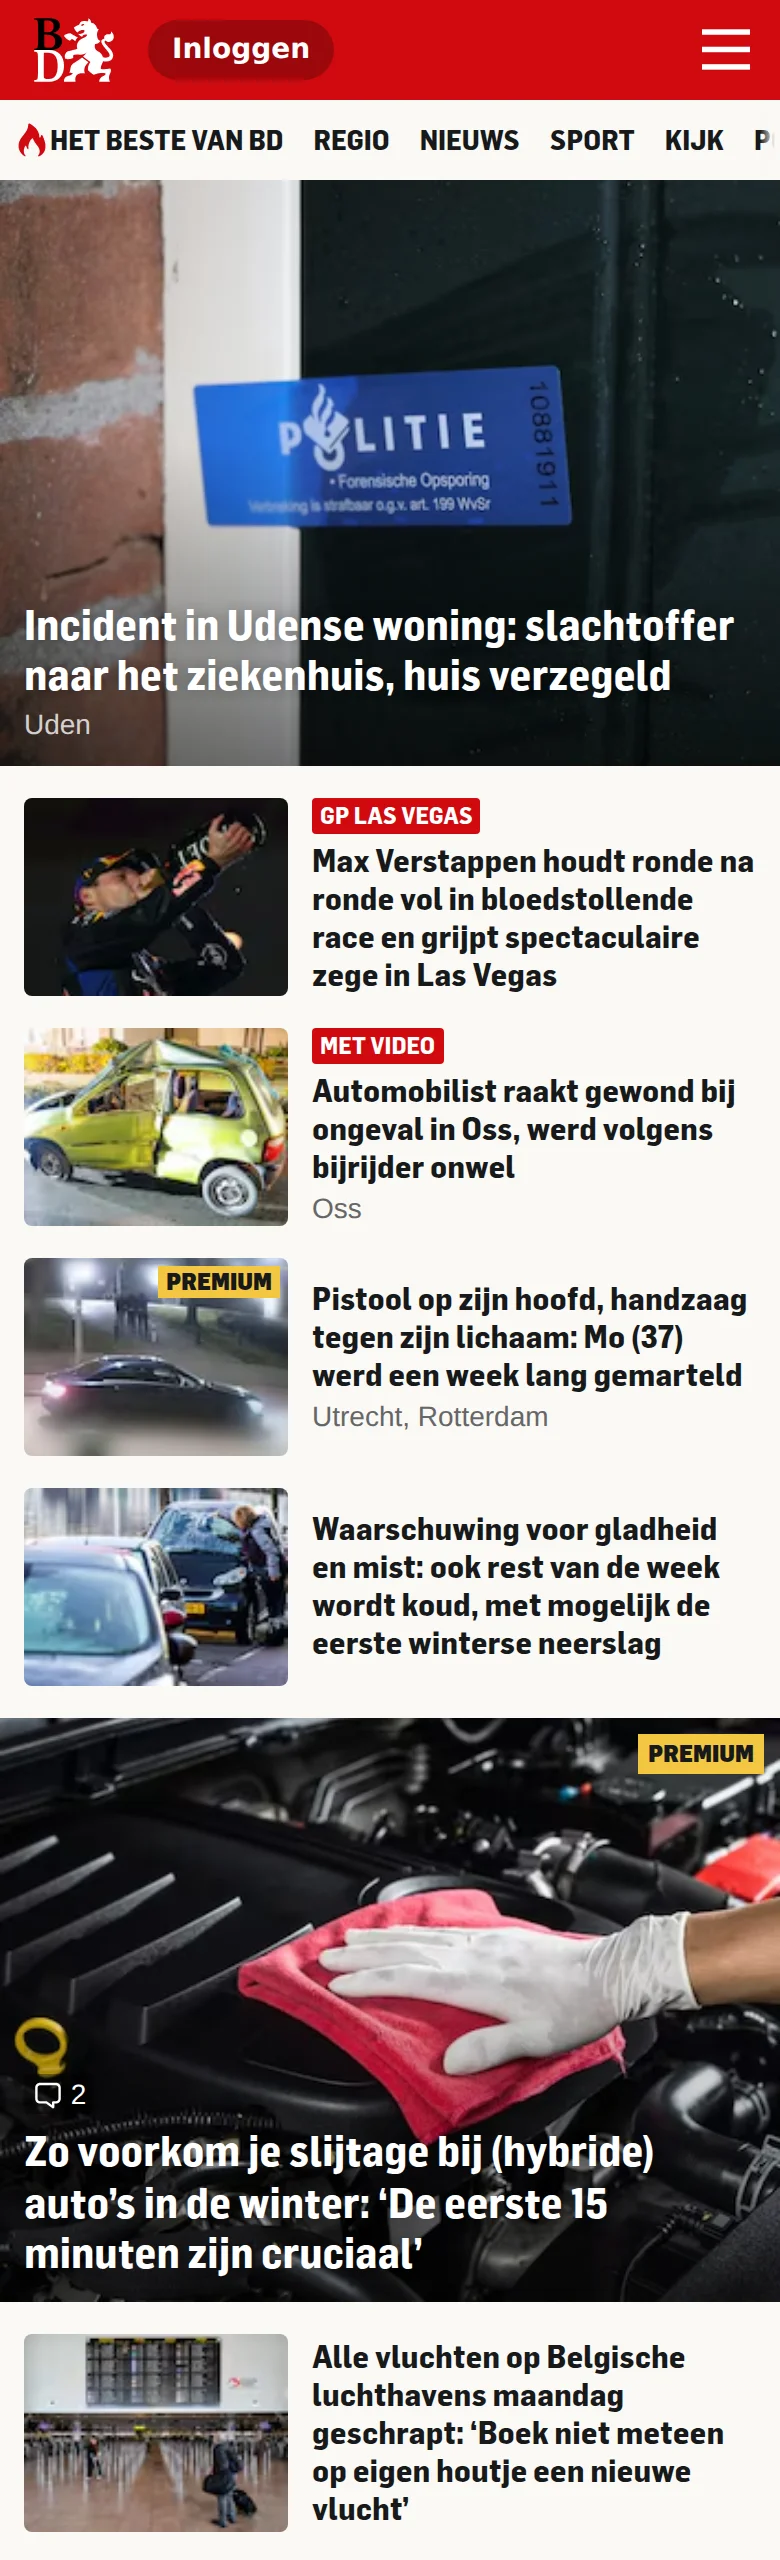 BD
Inloggen
HET BESTE VAN BD REGIO NIEUWS SPORT KIJK
POLITIE
• Forensische Opsporing
Verbreking is strafbaar o.g.v. art. 199 WvSr
10881911
Incident in Udense woning: slachtoffer
naar het ziekenhuis, huis verzegeld
Uden
GP LAS VEGAS
Max Verstappen houdt ronde na
ronde vol in bloedstollende
race en grijpt spectaculaire
zege in Las Vegas
MET VIDEO
Automobilist raakt gewond bij
ongeval in Oss, werd volgens
bijrijder onwel
Oss
PREMIUM
Pistool op zijn hoofd, handzaag
tegen zijn lichaam: Mo (37)
werd een week lang gemarteld
Utrecht, Rotterdam
Waarschuwing voor gladheid
en mist: ook rest van de week
wordt koud, met mogelijk de
eerste winterse neerslag
PREMIUM
2
Zo voorkom je slijtage bij (hybride)
auto’s in de winter: ‘De eerste 15
minuten zijn cruciaal’
Alle vluchten op Belgische
luchthavens maandag
geschrapt: ‘Boek niet meteen
op eigen houtje een nieuwe
vlucht’